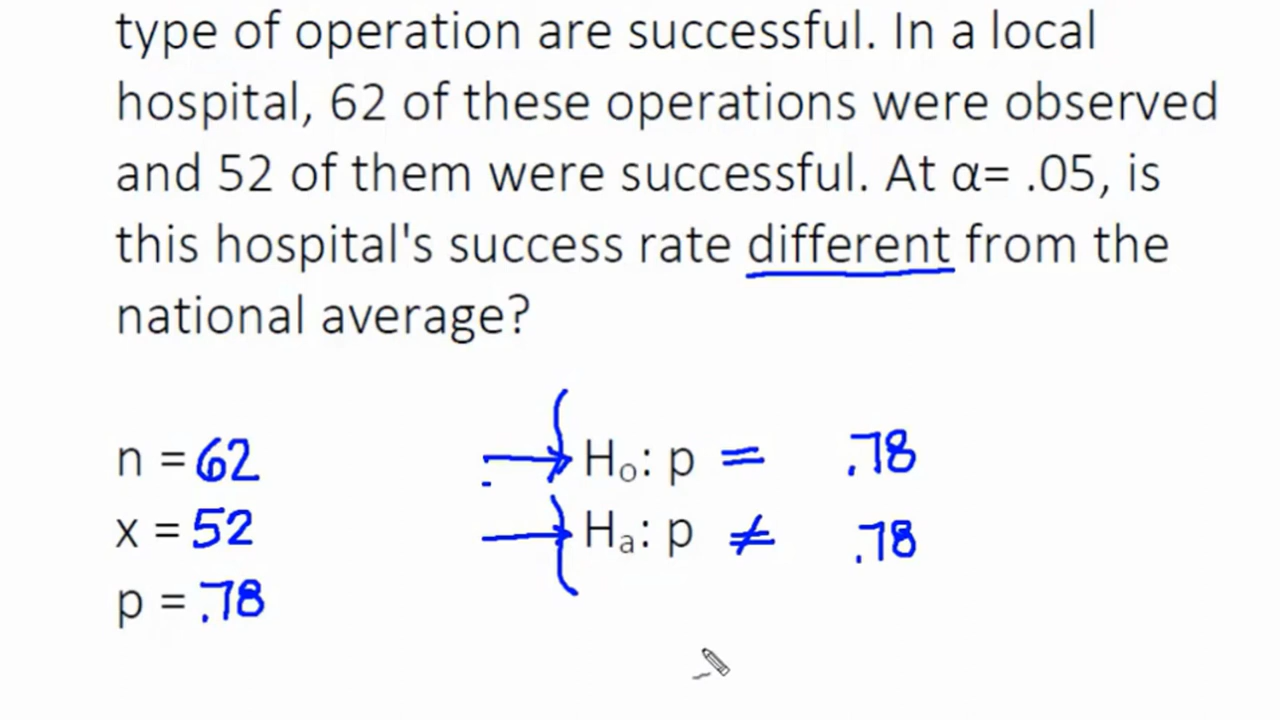 type of operation are successful. In a local
hospital, 62 of these operations were observed
and 52 of them were successful. At α= .05, is
this hospital's success rate different from the
national average?
n = 62
Hₒ: p = .78
x = 52
Hₐ: p ≠ .78
p = .78